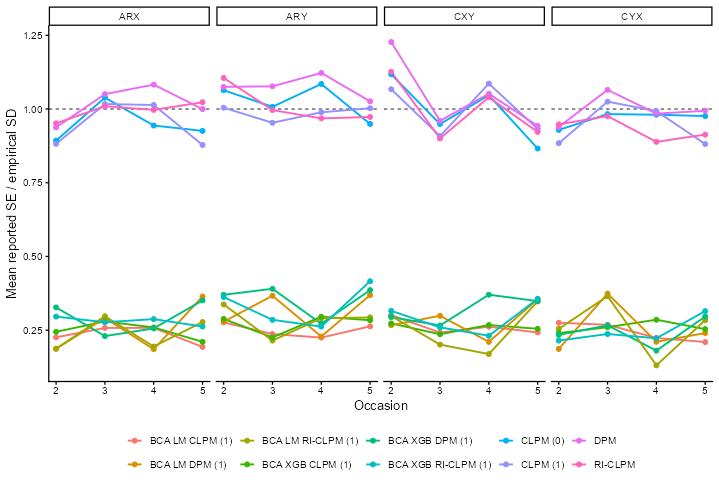 ARX ARY CXY CYX
1.25
1.00
0.75
0.50
0.25
Mean reported SE / empirical SD
2 3 4 5 2 3 4 5 2 3 4 5 2 3 4 5
Occasion
BCA LM CLPM (1) BCA LM RI-CLPM (1) BCA XGB DPM (1) CLPM (0) DPM
BCA LM DPM (1) BCA XGB CLPM (1) BCA XGB RI-CLPM (1) CLPM (1) RI-CLPM